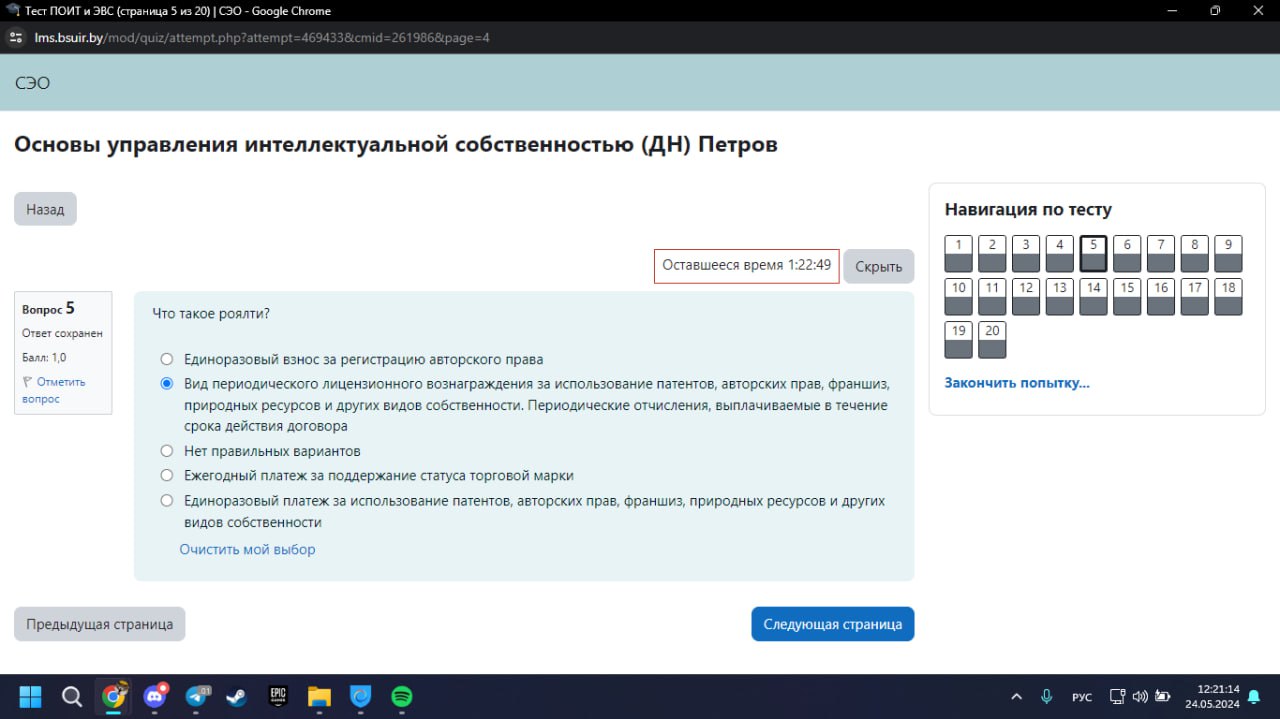 Тест ПОИТ и ЭВС (страница 5 из 20) | СЭО - Google Chrome
lms.bsuir.by/mod/quiz/attempt.php?attempt=469433&cmid=261986&page=4
СЭО
Основы управления интеллектуальной собственностью (ДН) Петров
Назад
Оставшееся время 1:22:49
Скрыть
Вопрос 5
Ответ сохранен
Балл: 1,0
Отметить
вопрос
Что такое роялти?
Единоразовый взнос за регистрацию авторского права
Вид периодического лицензионного вознаграждения за использование патентов, авторских прав, франшиз,
природных ресурсов и других видов собственности. Периодические отчисления, выплачиваемые в течение
срока действия договора
Нет правильных вариантов
Ежегодный платеж за поддержание статуса торговой марки
Единоразовый платеж за использование патентов, авторских прав, франшиз, природных ресурсов и других
видов собственности
Очистить мой выбор
Предыдущая страница
Следующая страница
Навигация по тесту
1 2 3 4 5 6 7 8 9
10 11 12 13 14 15 16 17 18
19 20
Закончить попытку...
EPIC
GAMES
РУС
12:21:14
24.05.2024